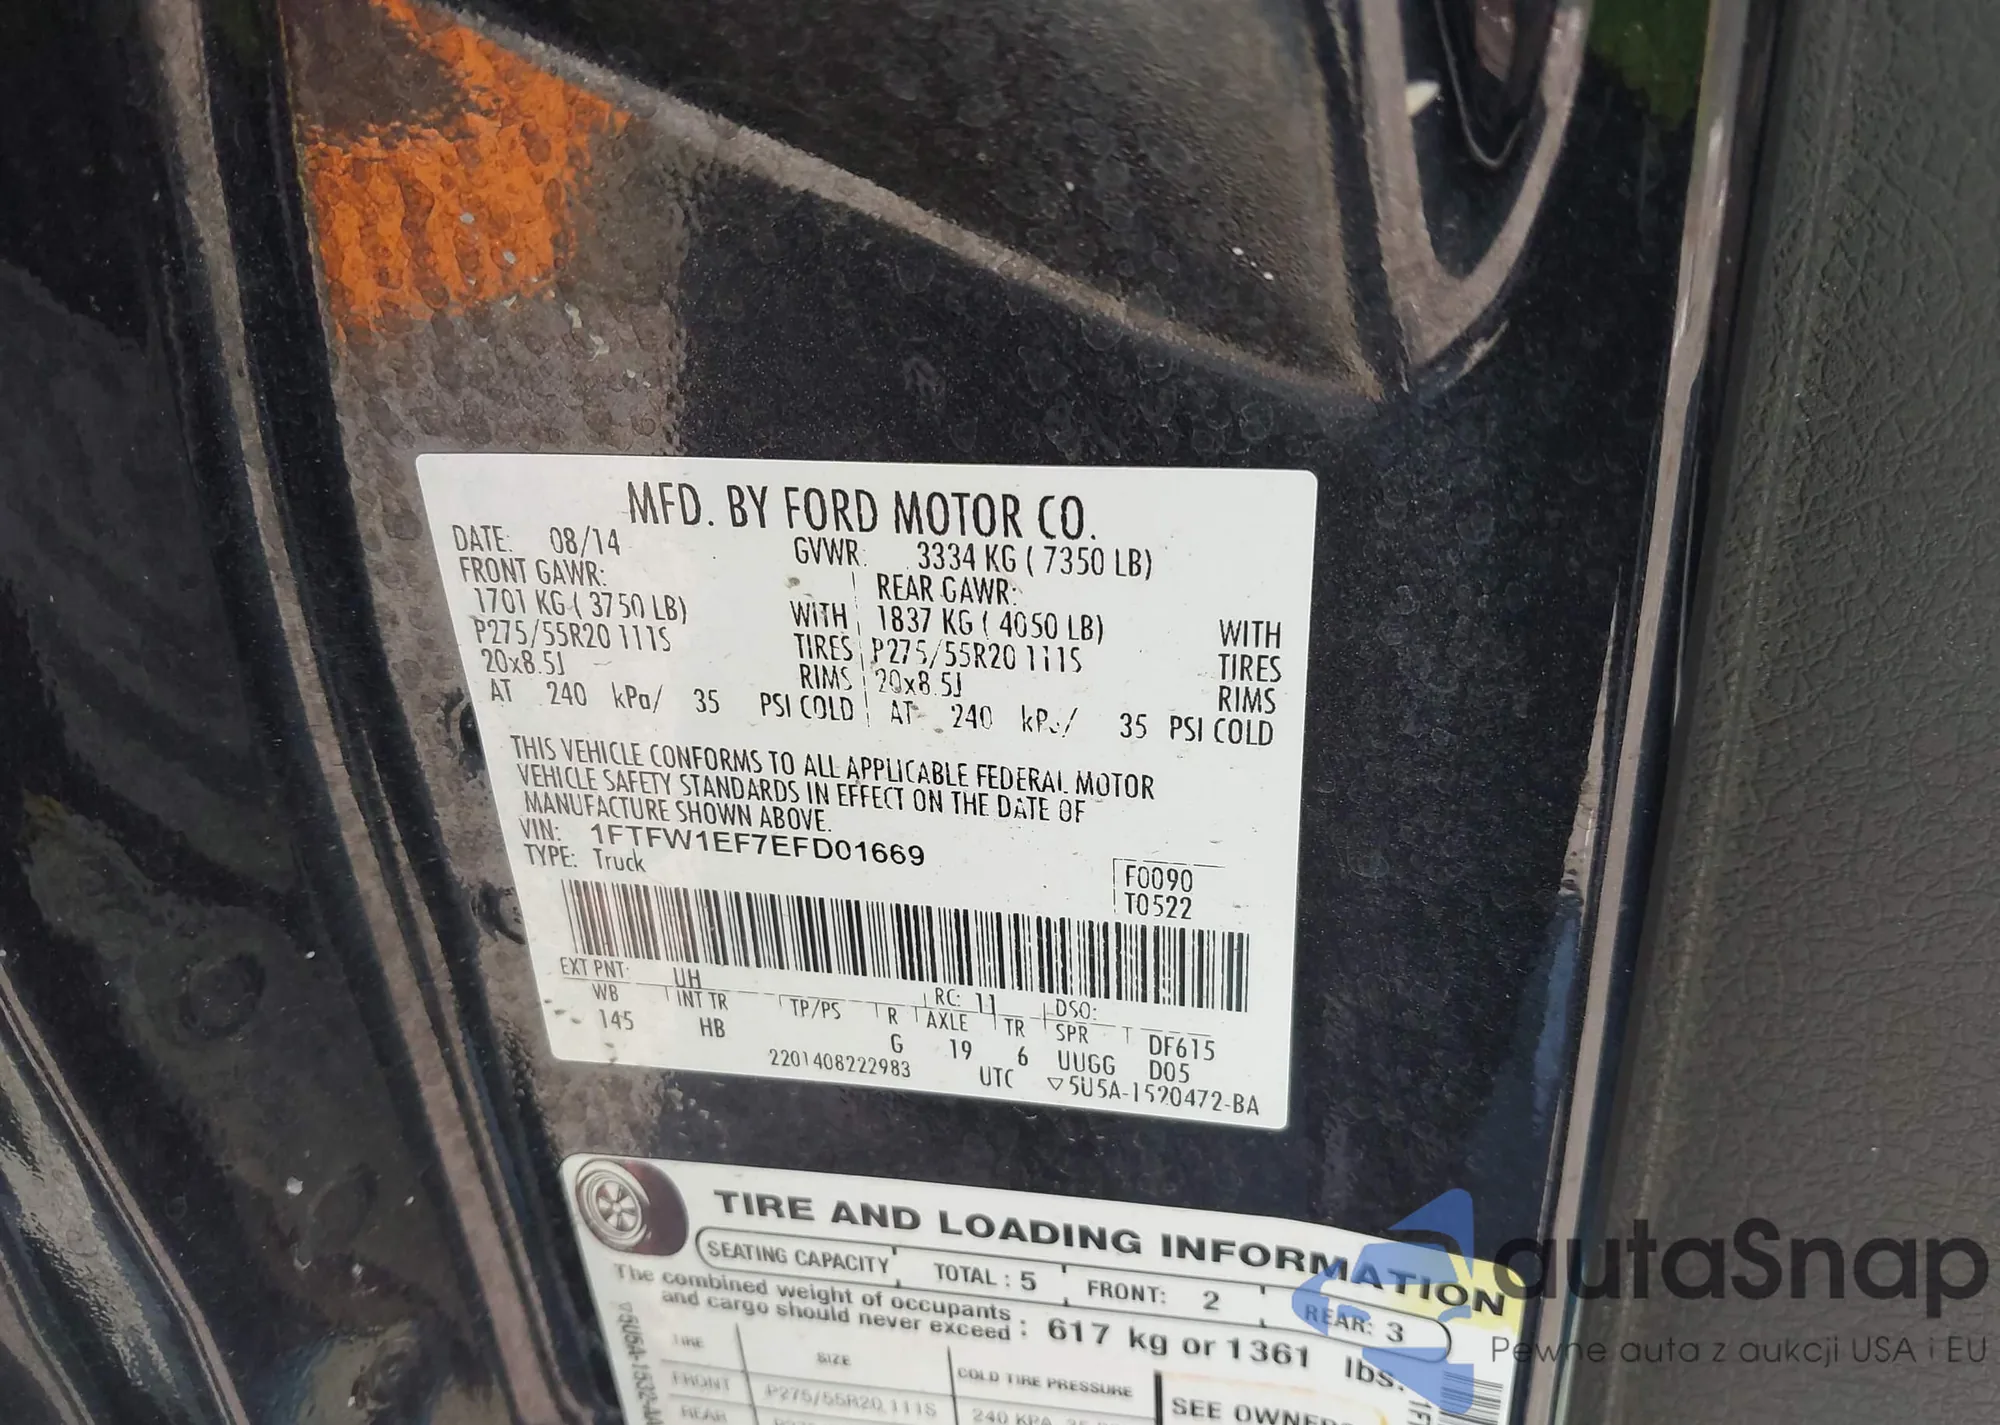 MFD. BY FORD MOTOR CO.
DATE: 08/14 GVWR: 3334 KG ( 7350 LB)
FRONT GAWR: REAR GAWR:
1701 KG ( 3750 LB) WITH 1837 KG ( 4050 LB) WITH
P275/55R20 111S TIRES P275/55R20 111S TIRES
20x8.5J RIMS 20x8.5J RIMS
AT 240 kPa/ 35 PSI COLD AT 240 kPa/ 35 PSI COLD
THIS VEHICLE CONFORMS TO ALL APPLICABLE FEDERAL MOTOR
VEHICLE SAFETY STANDARDS IN EFFECT ON THE DATE OF
MANUFACTURE SHOWN ABOVE.
VIN: 1FTFW1EF7EFD01669
TYPE: Truck
F0090
T0522
EXT PNT: UH RC: 11 DSO:
WB INT TR TP/PS R AXLE TR SPR DF615
145 HB G 19 6 UUGG D05
2201408222983 UTC ▽5U5A-1520472-BA
TIRE AND LOADING INFORMATION
SEATING CAPACITY TOTAL : 5 FRONT: 2 REAR: 3
The combined weight of occupants
and cargo should never exceed : 617 kg or 1361 lbs.
TIRE SIZE COLD TIRE PRESSURE SEE OWNER
FRONT P275/55R20 111S 240 KPA
REAR
autaSnap
Pewne auta z aukcji USA i EU